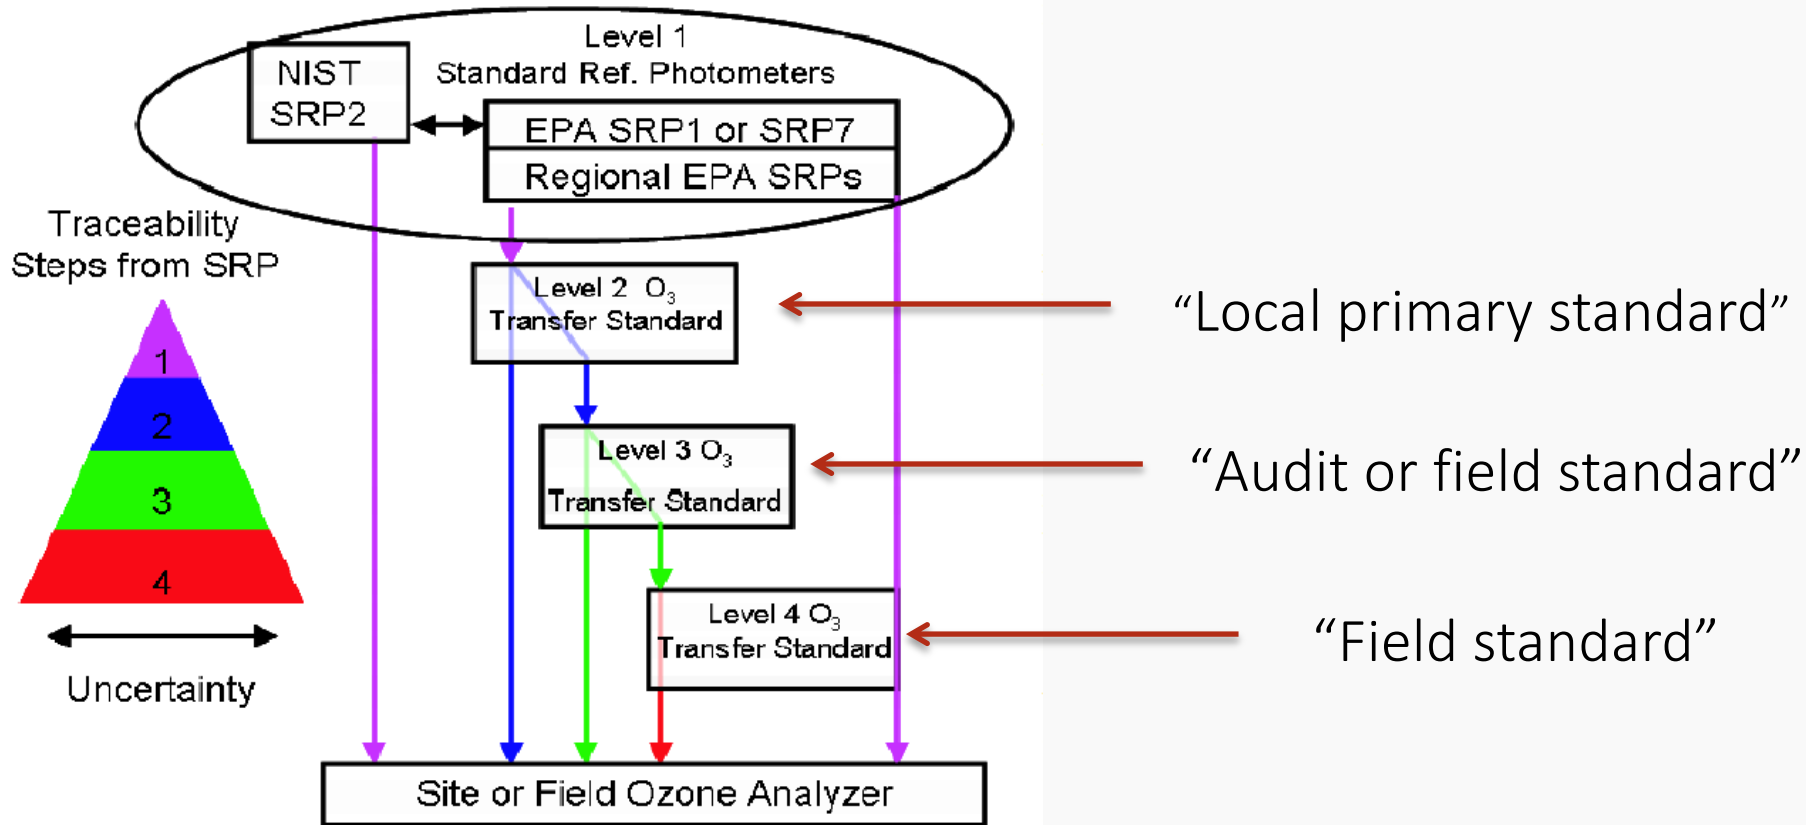 Level 1
Standard Ref. Photometers
NIST
SRP2
EPA SRP1 or SRP7
Regional EPA SRPs
Traceability
Steps from SRP
1
2
3
4
Uncertainty
Level 2 O₃
Transfer Standard
“Local primary standard”
Level 3 O₃
Transfer Standard
“Audit or field standard”
Level 4 O₃
Transfer Standard
“Field standard”
Site or Field Ozone Analyzer